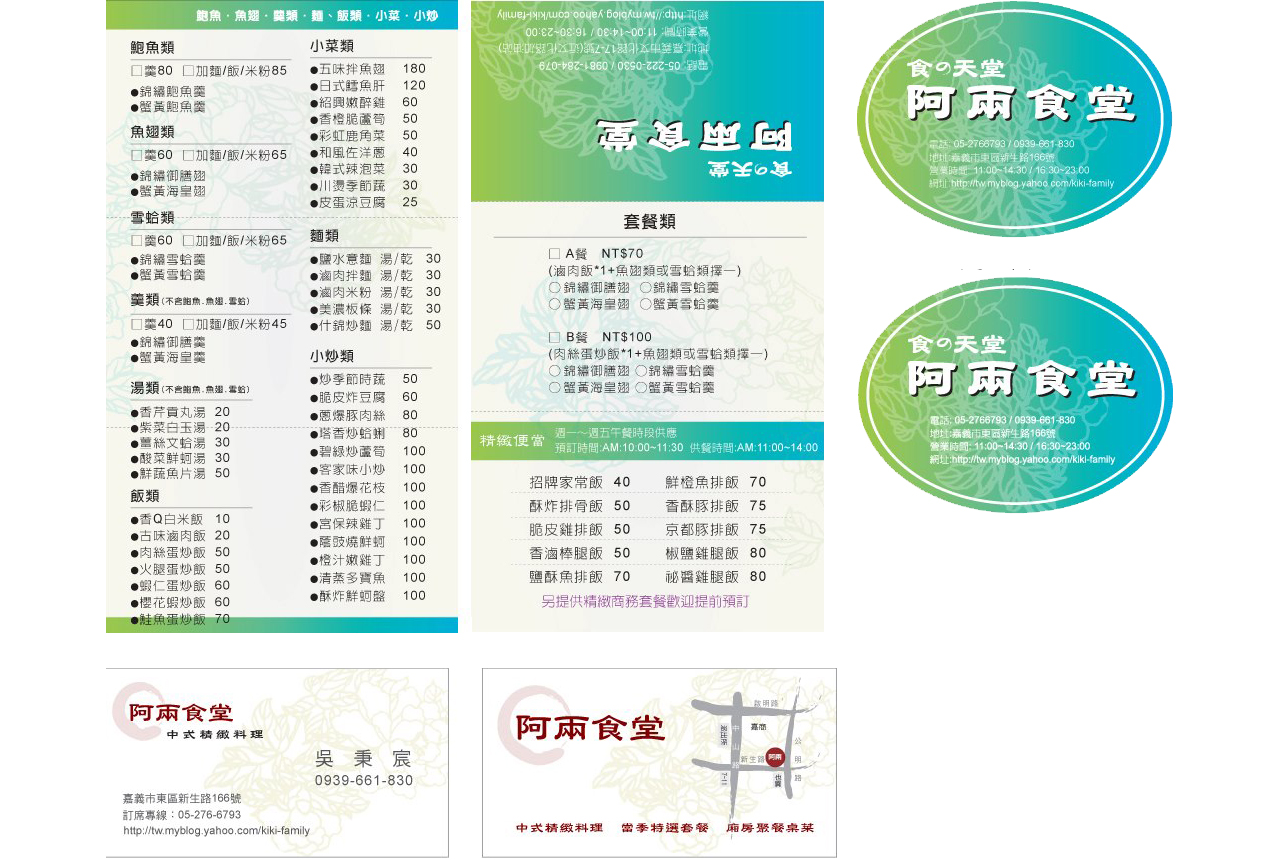 鮑魚．魚翅．羹類．麵、飯類．小菜．小炒
鮑魚類
□羹80 □加麵/飯/米粉85
●錦繡鮑魚羹
●蟹黃鮑魚羹
魚翅類
□羹60 □加麵/飯/米粉65
●錦繡御膳翅
●蟹黃海皇翅
雪蛤類
□羹60 □加麵/飯/米粉65
●錦繡雪蛤羹
●蟹黃雪蛤羹
羹類(不含鮑魚.魚翅.雪蛤)
□羹40 □加麵/飯/米粉45
●錦繡御膳羹
●蟹黃海皇羹
湯類(不含鮑魚.魚翅.雪蛤)
●香芹貢丸湯 20
●紫菜白玉湯 20
●薑絲文蛤湯 30
●酸菜鮮蚵湯 30
●鮮蔬魚片湯 50
飯類
●香Q白米飯 10
●古味滷肉飯 20
●肉絲蛋炒飯 50
●火腿蛋炒飯 50
●蝦仁蛋炒飯 60
●櫻花蝦炒飯 60
●鮭魚蛋炒飯 70
小菜類
●五味拌魚翅 180
●日式鱈魚肝 120
●紹興嫩醉雞 60
●香橙脆蘆筍 50
●彩虹鹿角菜 50
●和風佐洋蔥 40
●韓式辣泡菜 30
●川燙季節蔬 30
●皮蛋涼豆腐 25
麵類
●鹽水意麵 湯/乾 30
●滷肉拌麵 湯/乾 30
●滷肉米粉 湯/乾 30
●美濃板條 湯/乾 30
●什錦炒麵 湯/乾 50
小炒類
●炒季節時蔬 50
●脆皮炸豆腐 60
●蔥爆豚肉絲 80
●塔香炒蛤蜊 80
●碧綠炒蘆筍 100
●客家味小炒 100
●香醋爆花枝 100
●彩椒脆蝦仁 100
●宮保辣雞丁 100
●蔭豉燒鮮蚵 100
●橙汁嫩雞丁 100
●清蒸多寶魚 100
●酥炸鮮蚵盤 100
食の天堂
阿兩食堂
電話: 05-222-0530 / 0981-284-079
地址:嘉義市文化路17-7號(近文化路加油站)
營業時間: 11:00~14:30 / 16:30~23:00
網址:http://tw.myblog.yahoo.com/kiki-family
套餐類
□ A餐 NT$70
(滷肉飯*1+魚翅類或雪蛤類擇一)
○錦繡御膳翅 ○錦繡雪蛤羹
○蟹黃海皇翅 ○蟹黃雪蛤羹
□ B餐 NT$100
(肉絲蛋炒飯*1+魚翅類或雪蛤類擇一)
○錦繡御膳翅 ○錦繡雪蛤羹
○蟹黃海皇翅 ○蟹黃雪蛤羹
精緻便當
週一～週五午餐時段供應
預訂時間:AM:10:00~11:30 供餐時間:AM:11:00~14:00
招牌家常飯 40 鮮橙魚排飯 70
酥炸排骨飯 50 香酥豚排飯 75
脆皮雞排飯 50 京都豚排飯 75
香滷棒腿飯 50 椒鹽雞腿飯 80
鹽酥魚排飯 70 祕醬雞腿飯 80
另提供精緻商務套餐歡迎提前預訂
食の天堂
阿兩食堂
電話: 05-2766793 / 0939-661-830
地址:嘉義市東區新生路166號
營業時間: 11:00~14:30 / 16:30~23:00
網址:http://tw.myblog.yahoo.com/kiki-family
食の天堂
阿兩食堂
電話: 05-2766793 / 0939-661-830
地址:嘉義市東區新生路166號
營業時間: 11:00~14:30 / 16:30~23:00
網址:http://tw.myblog.yahoo.com/kiki-family
阿兩食堂
中式精緻料理
吳秉宸
0939-661-830
嘉義市東區新生路166號
訂席專線：05-276-6793
http://tw.myblog.yahoo.com/kiki-family
阿兩食堂
啟明路
嘉商
中山路
公明路
新生路
阿兩
7-11
中式精緻料理 當季特選套餐 廂房聚餐桌菜